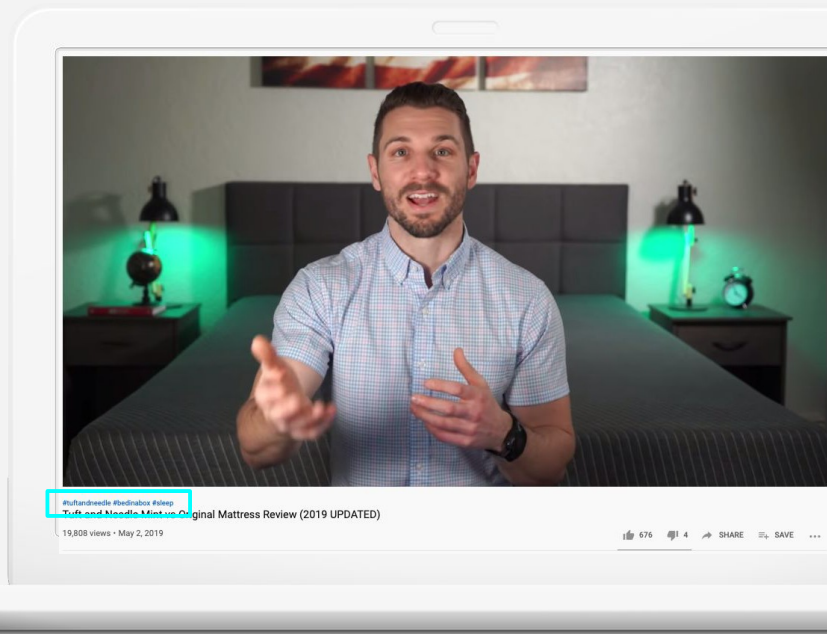 #tuftandneedle #bedinabox #sleep
Tuft and Needle Mint vs Original Mattress Review (2019 UPDATED)
19,808 views • May 2, 2019
676 4 SHARE SAVE